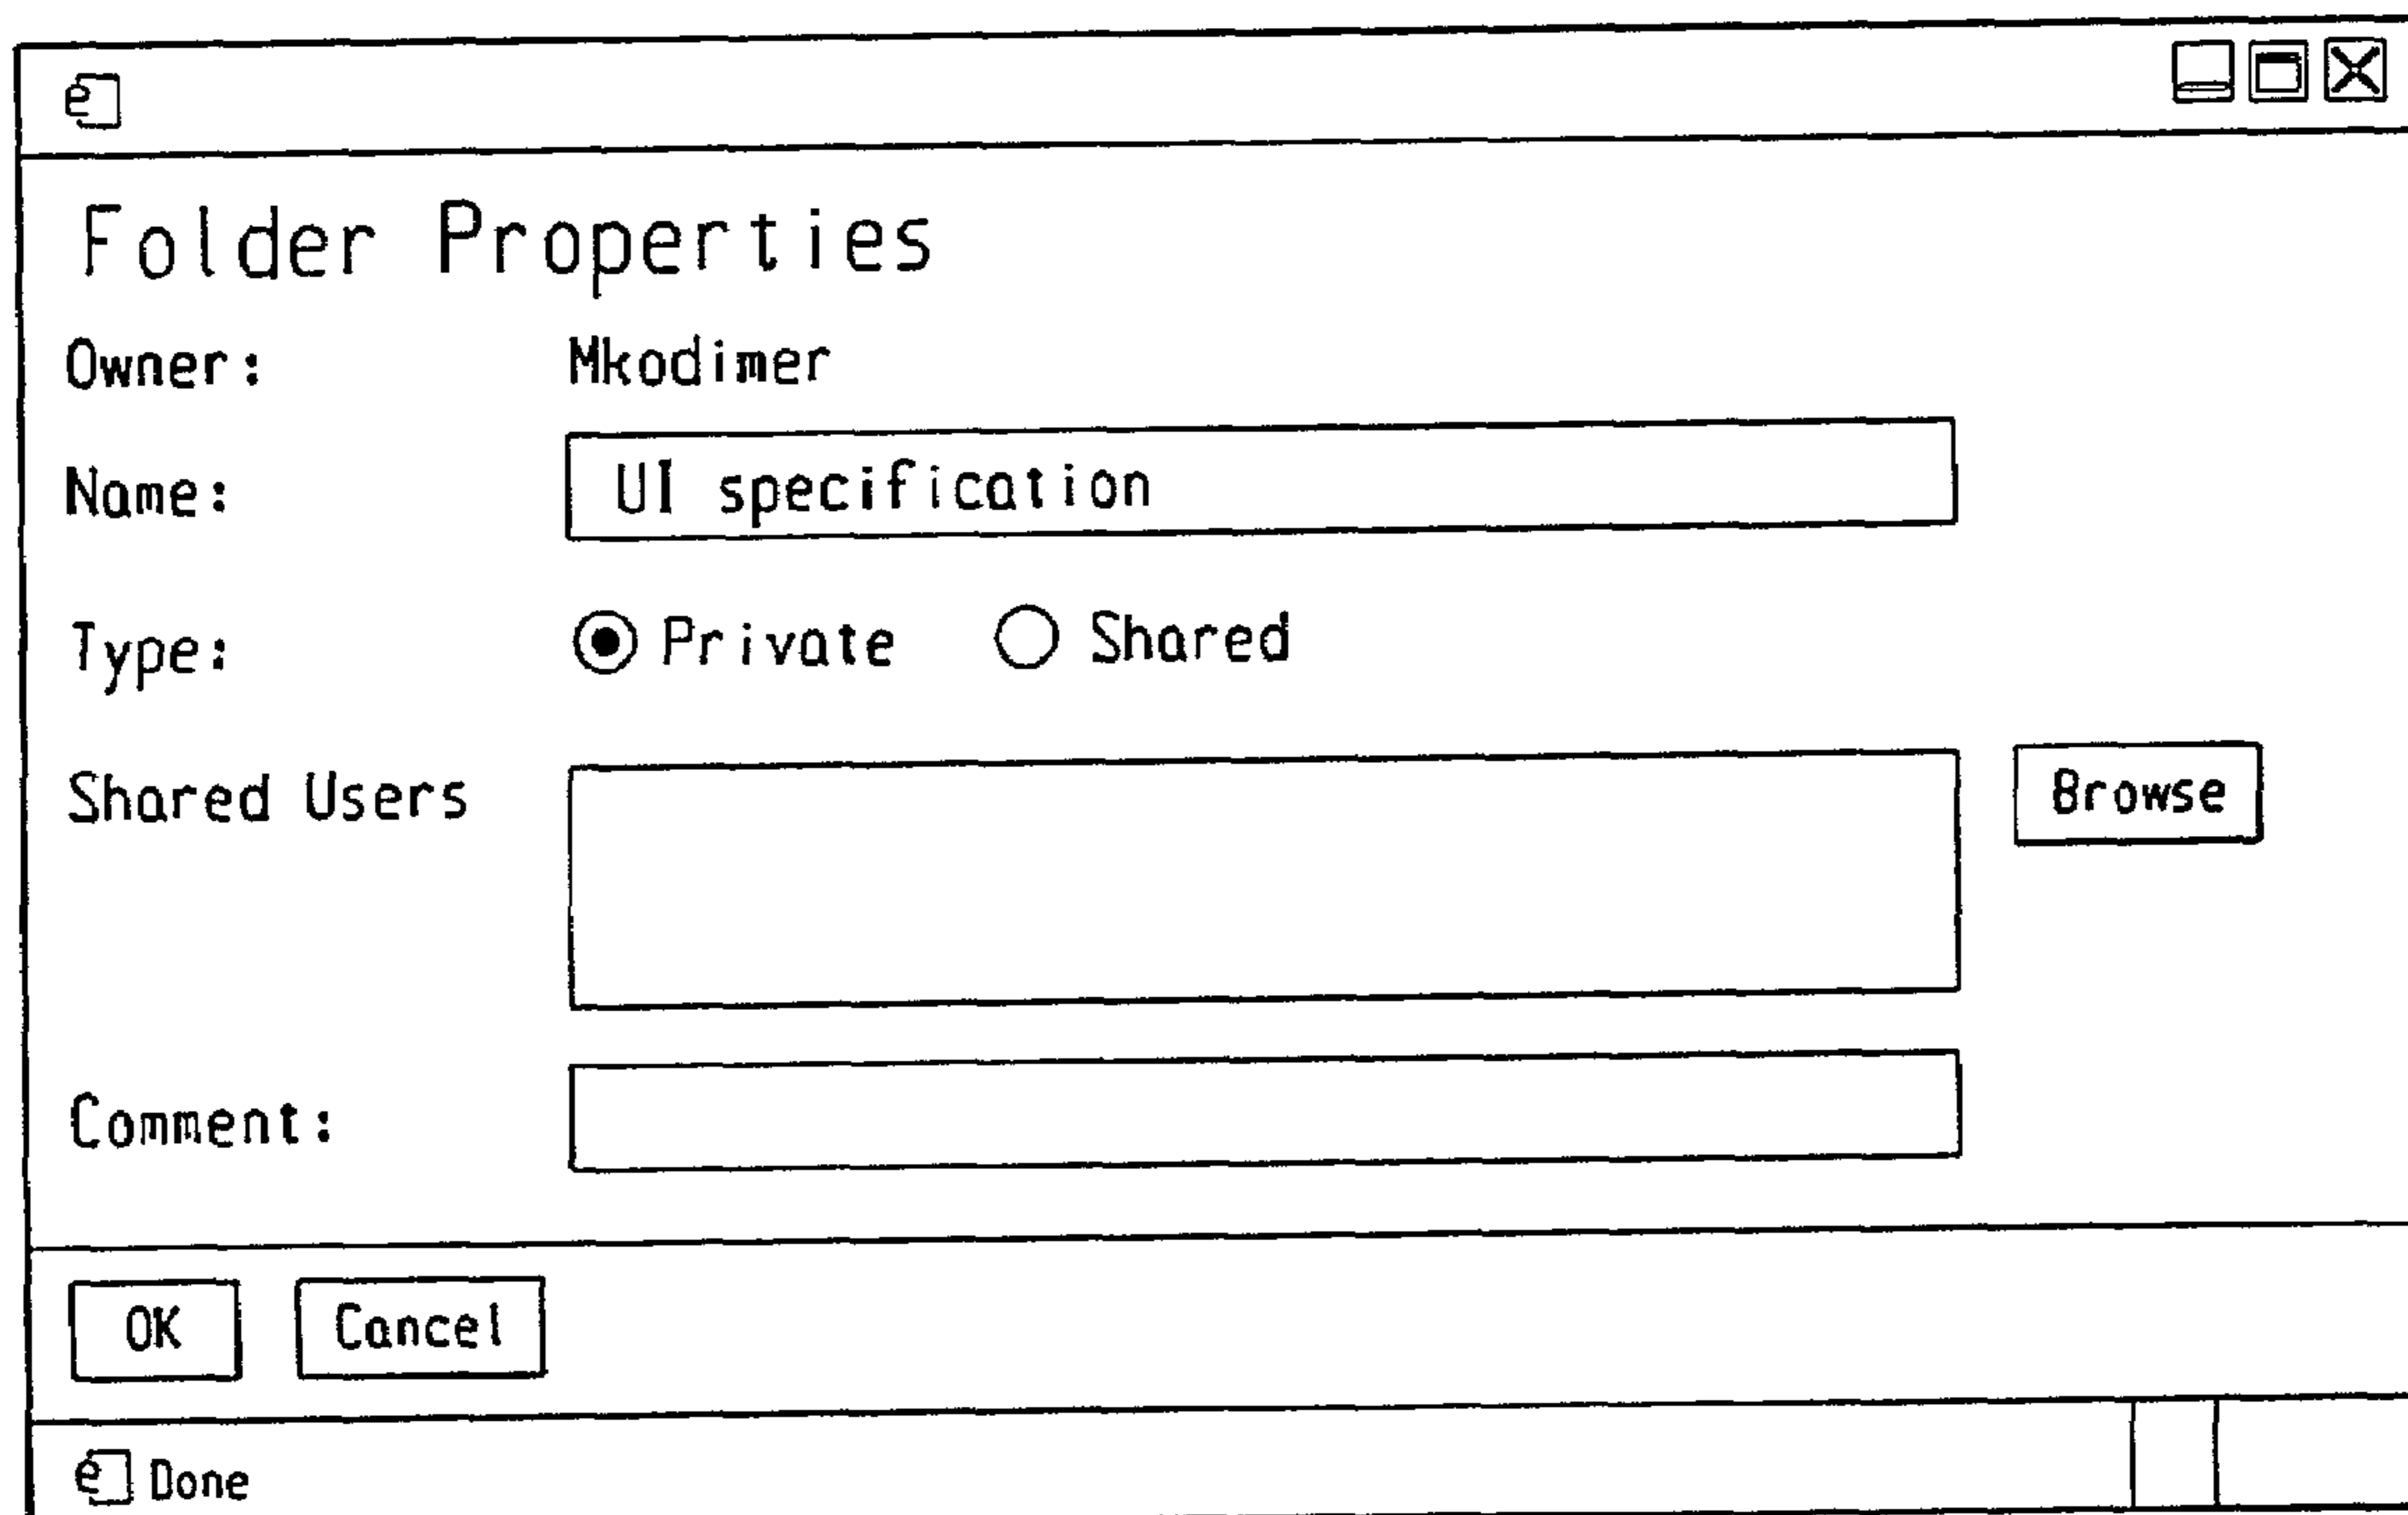 Folder Properties
Owner: Mkodimer
Name: UI specification
Type: Private Shared
Shared Users Browse
Comment:
OK Cancel
e Done